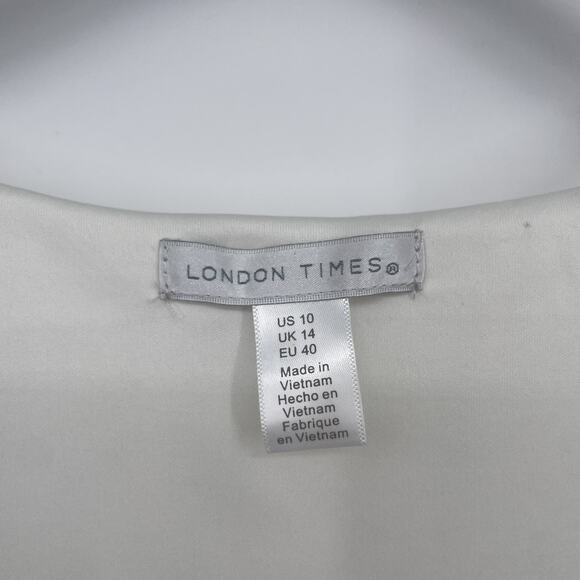 LONDON TIMES®
US 10
UK 14
EU 40
Made in
Vietnam
Hecho en
Vietnam
Fabrique
en Vietnam